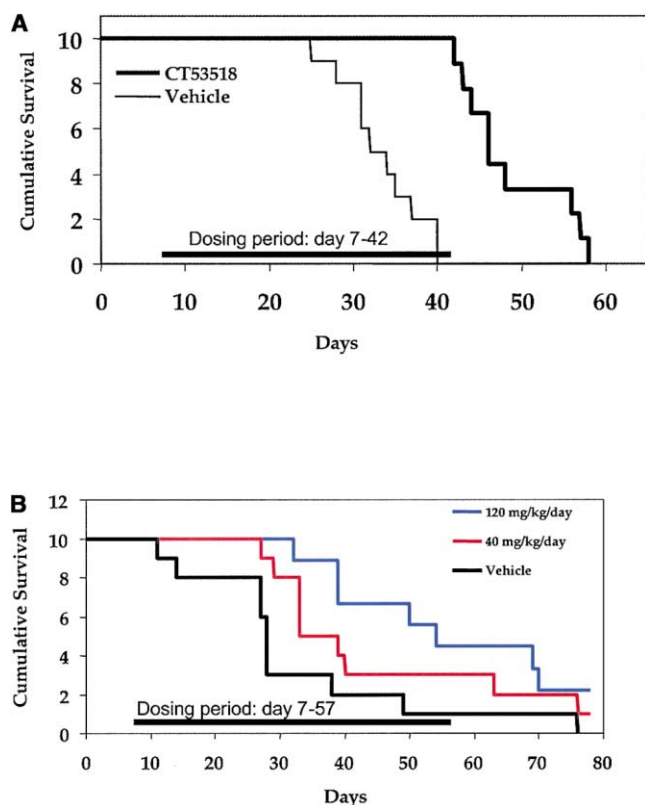 A
Cumulative Survival
10
8
6
4
2
0
CT53518
Vehicle
Dosing period: day 7-42
0 10 20 30 40 50 60
Days
B
Cumulative Survival
12
10
8
6
4
2
0
120 mg/kg/day
40 mg/kg/day
Vehicle
Dosing period: day 7-57
0 10 20 30 40 50 60 70 80
Days